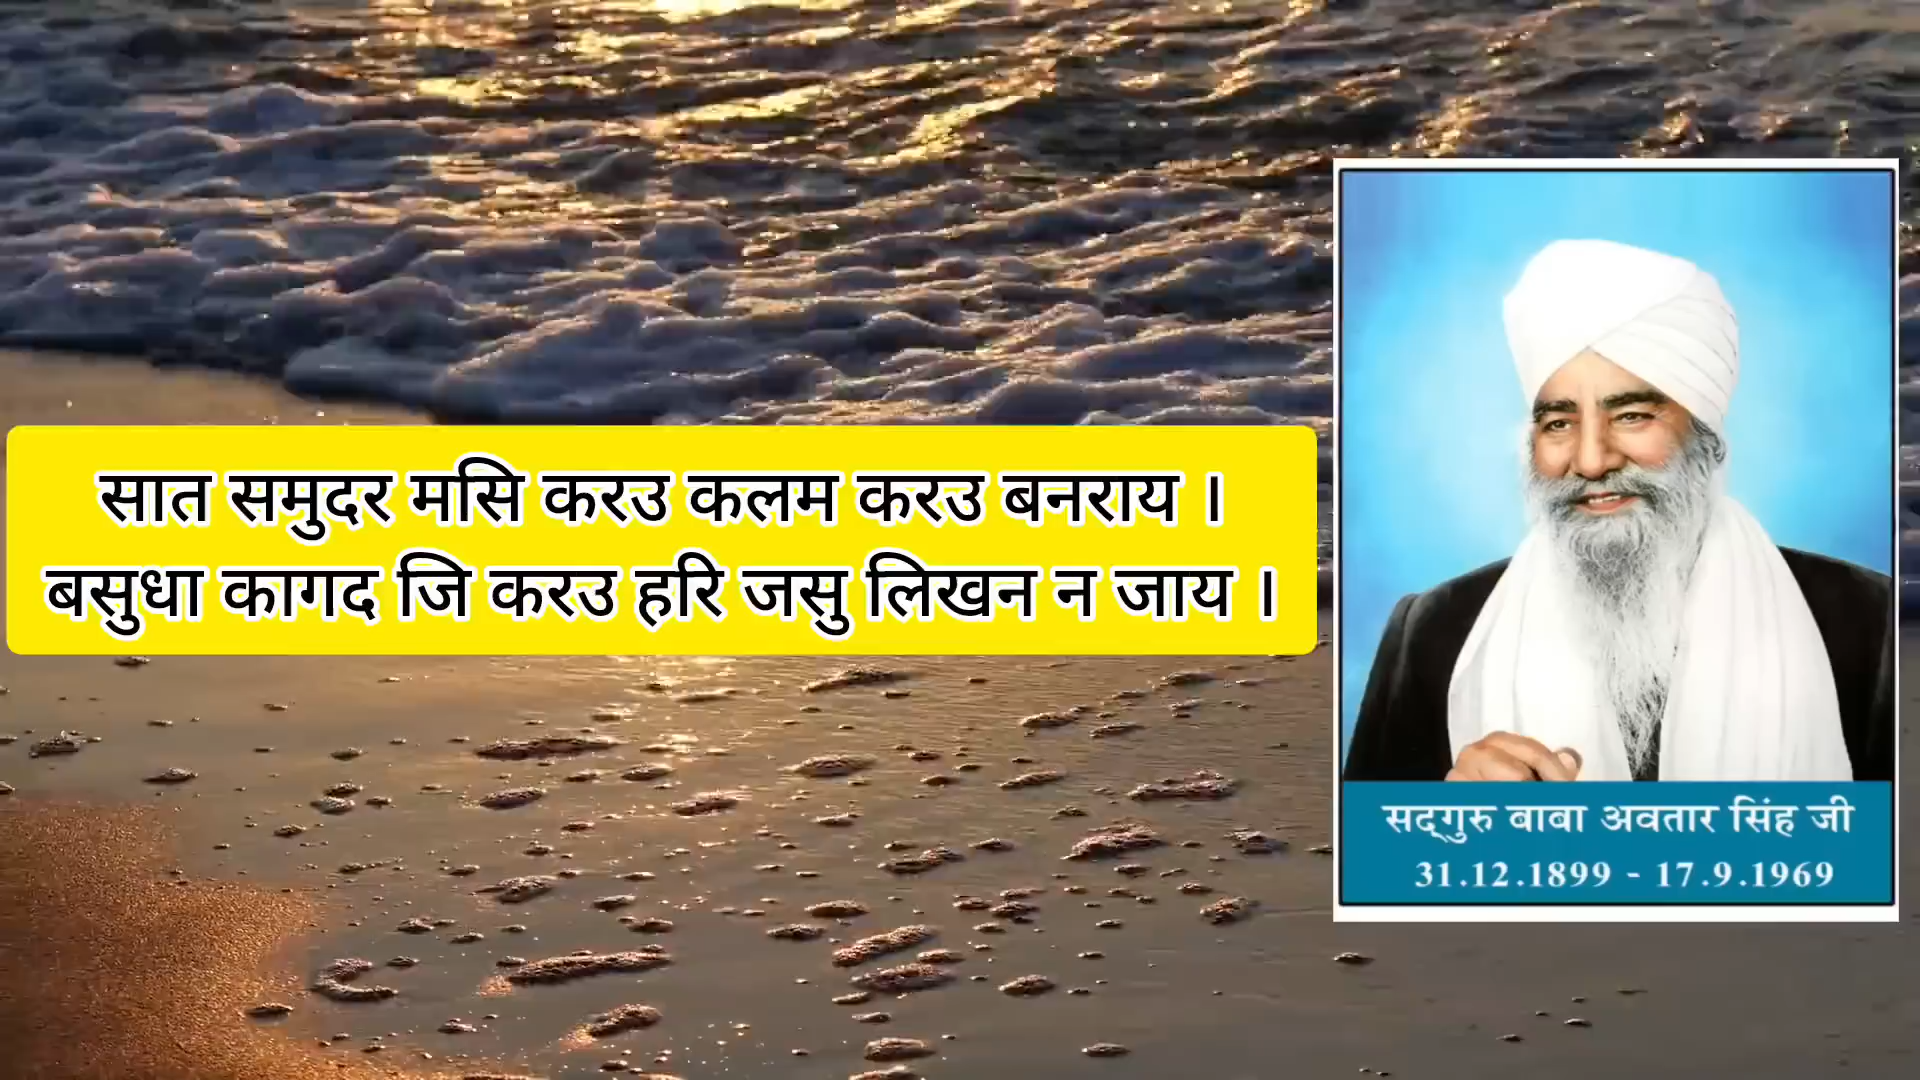 सात समुदर मसि करउ कलम करउ बनराय ।
बसुधा कागद जि करउ हरि जसु लिखन न जाय ।
सद्‌गुरु बाबा अवतार सिंह जी
31.12.1899 - 17.9.1969